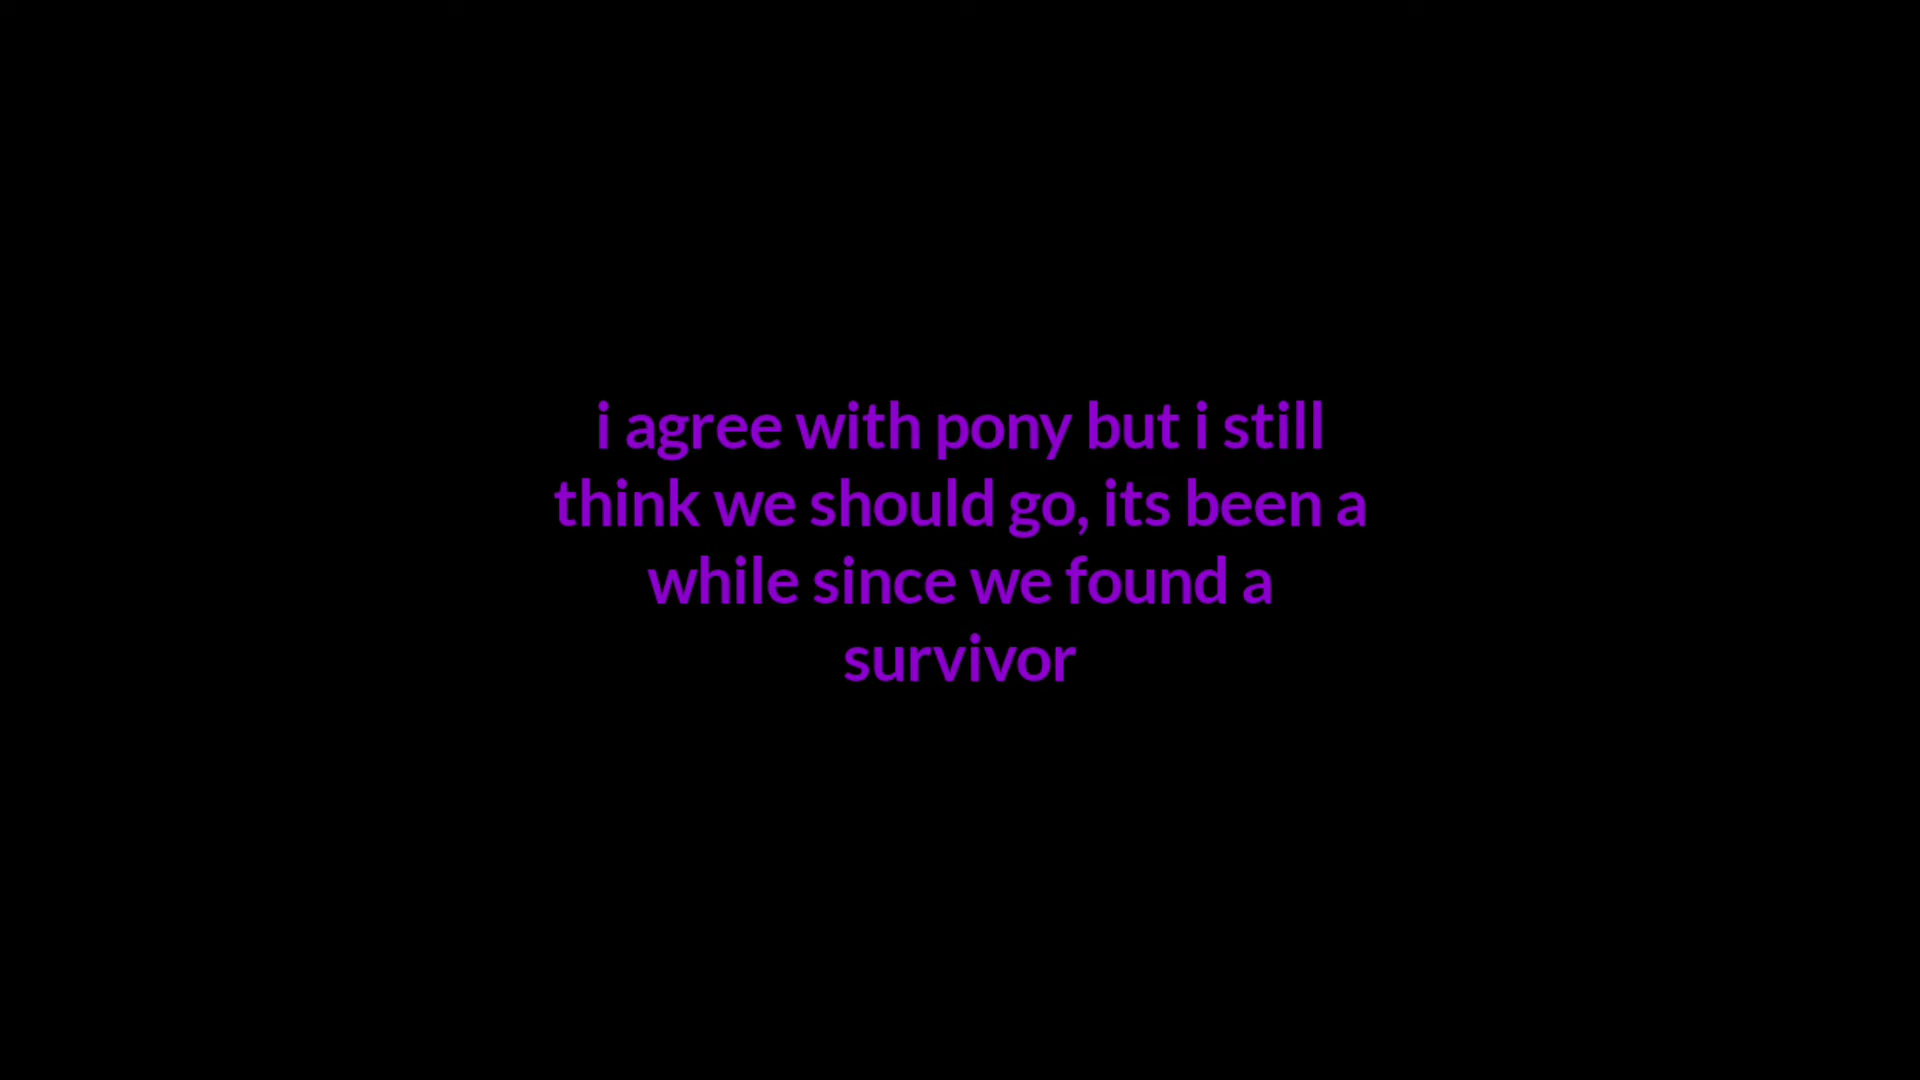 i agree with pony but i still
think we should go, its been a
while since we found a
survivor